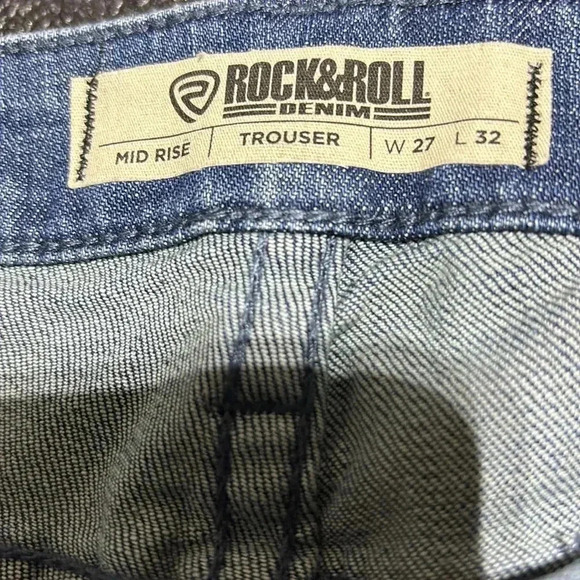 ROCK&ROLL
DENIM
MID RISE TROUSER W 27 L 32